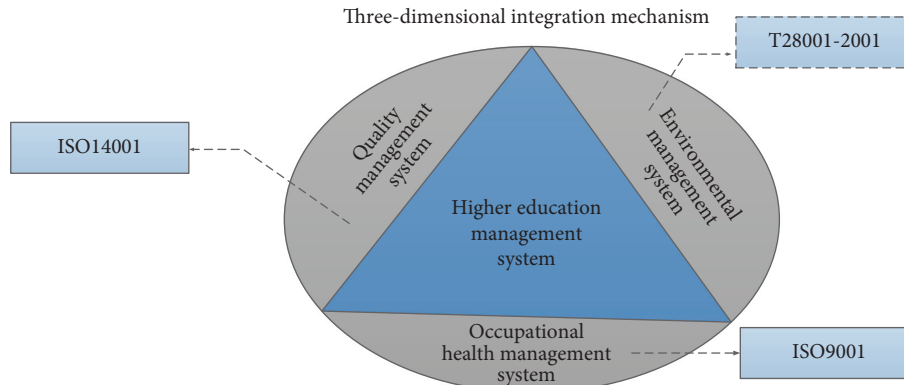 Three-dimensional integration mechanism
T28001-2001
ISO14001
Quality
management
system
Environmental
management
system
Higher education
management
system
Occupational
health management
system
ISO9001